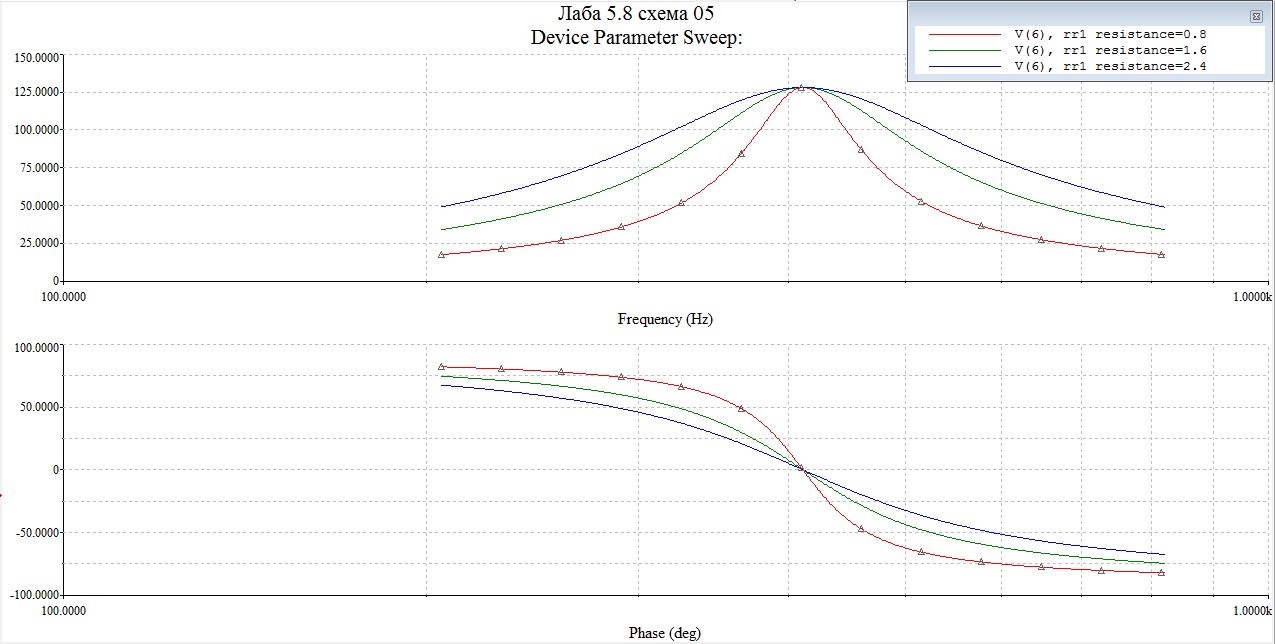 Лаба 5.8 схема 05
Device Parameter Sweep:
V(6), rr1 resistance=0.8
V(6), rr1 resistance=1.6
V(6), rr1 resistance=2.4
150.0000
125.0000
100.0000
75.0000
50.0000
25.0000
0
100.0000
1.0000k
Frequency (Hz)
100.0000
50.0000
0
-50.0000
-100.0000
100.0000
1.0000k
Phase (deg)